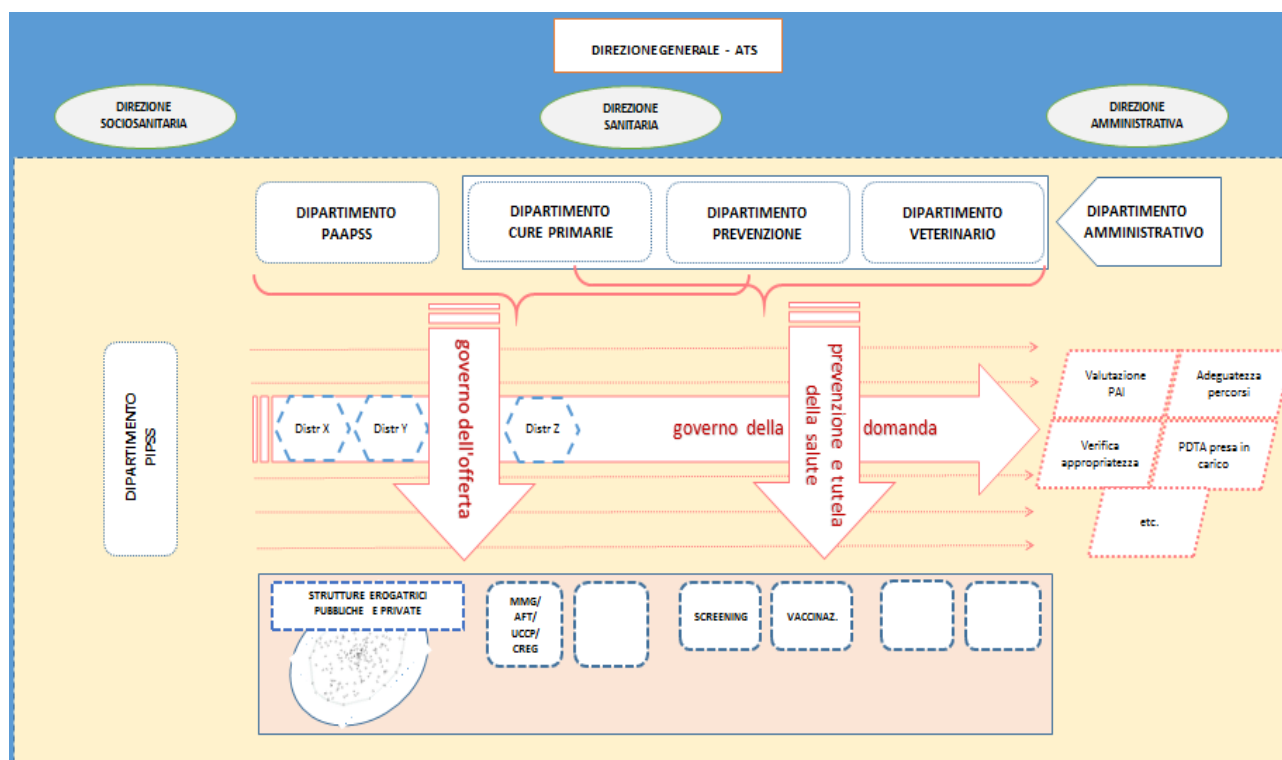 DIREZIONE GENERALE - ATS
DIREZIONE
SOCIOSANITARIA
DIREZIONE
SANITARIA
DIREZIONE
AMMINISTRATIVA
DIPARTIMENTO
PAAPSS
DIPARTIMENTO
CURE PRIMARIE
DIPARTIMENTO
PREVENZIONE
DIPARTIMENTO
VETERINARIO
DIPARTIMENTO
AMMINISTRATIVO
DIPARTIMENTO
PIPSS
governo dell'offerta
prevenzione e tutela
della salute
Distr X
Distr Y
Distr Z
governo della domanda
Valutazione
PAI
Adeguatezza
percorsi
Verifica
appropriatezza
PDTA presa in
carico
etc.
STRUTTURE EROGATRICI
PUBBLICHE E PRIVATE
MMG/
AFT/
UCCP/
CREG
SCREENING
VACCINAZ.